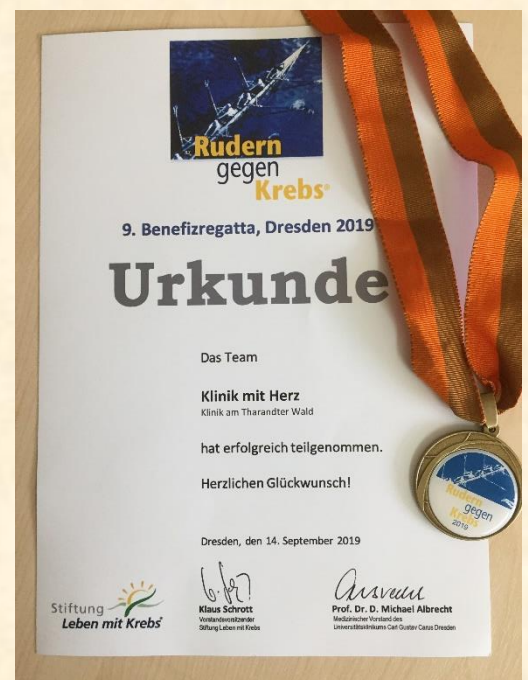 Rudern
gegen
Krebs®
9. Benefizregatta, Dresden 2019
Urkunde
Das Team
Klinik mit Herz
Klinik am Tharandter Wald
hat erfolgreich teilgenommen.
Herzlichen Glückwunsch!
Dresden, den 14. September 2019
Klaus Schrott
Vorstandsvorsitzender
Stiftung Leben mit Krebs
Prof. Dr. D. Michael Albrecht
Medizinischer Vorstand des
Universitätsklinikums Carl Gustav Carus Dresden
Stiftung
Leben mit Krebs
Rudern
gegen
Krebs
2019